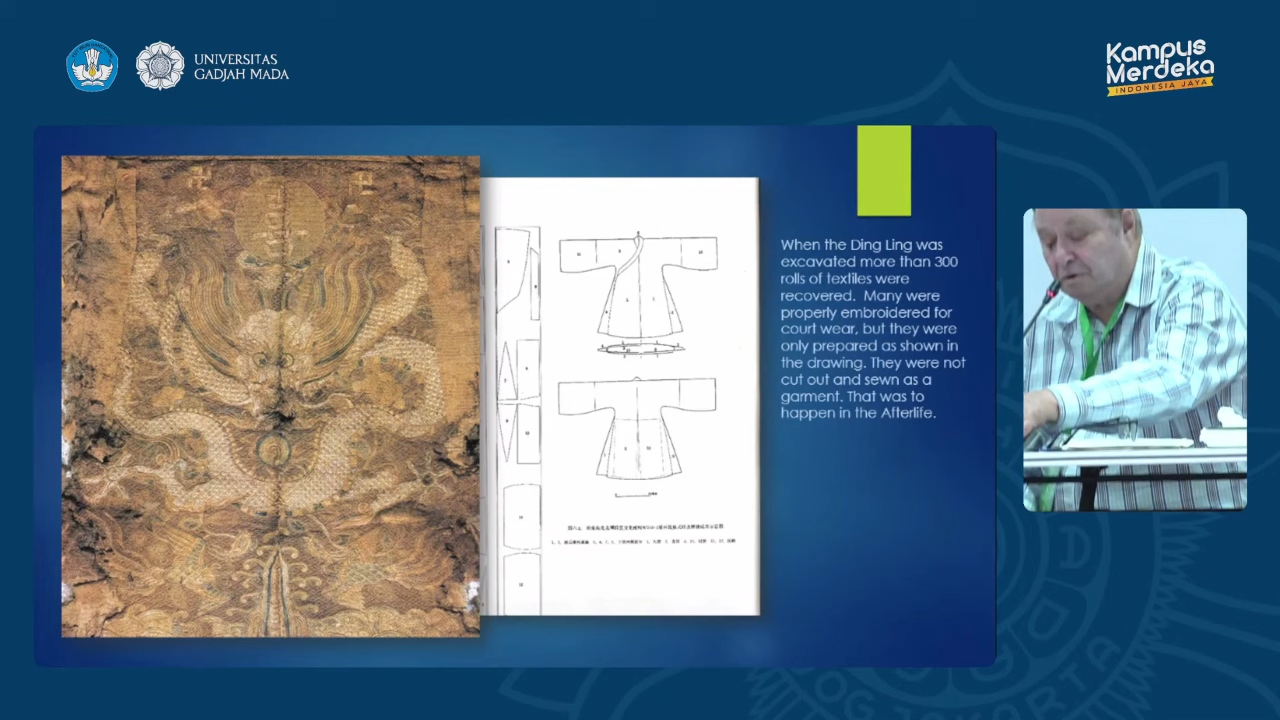 UNIVERSITAS
GADJAH MADA
Kampus
Merdeka
INDONESIA JAYA
When the Ding Ling was
excavated more than 300
rolls of textiles were
recovered.  Many were
properly embroidered for
court wear, but they were
only prepared as shown in
the drawing. They were not
cut out and sewn as a
garment. That was to
happen in the Afterlife.